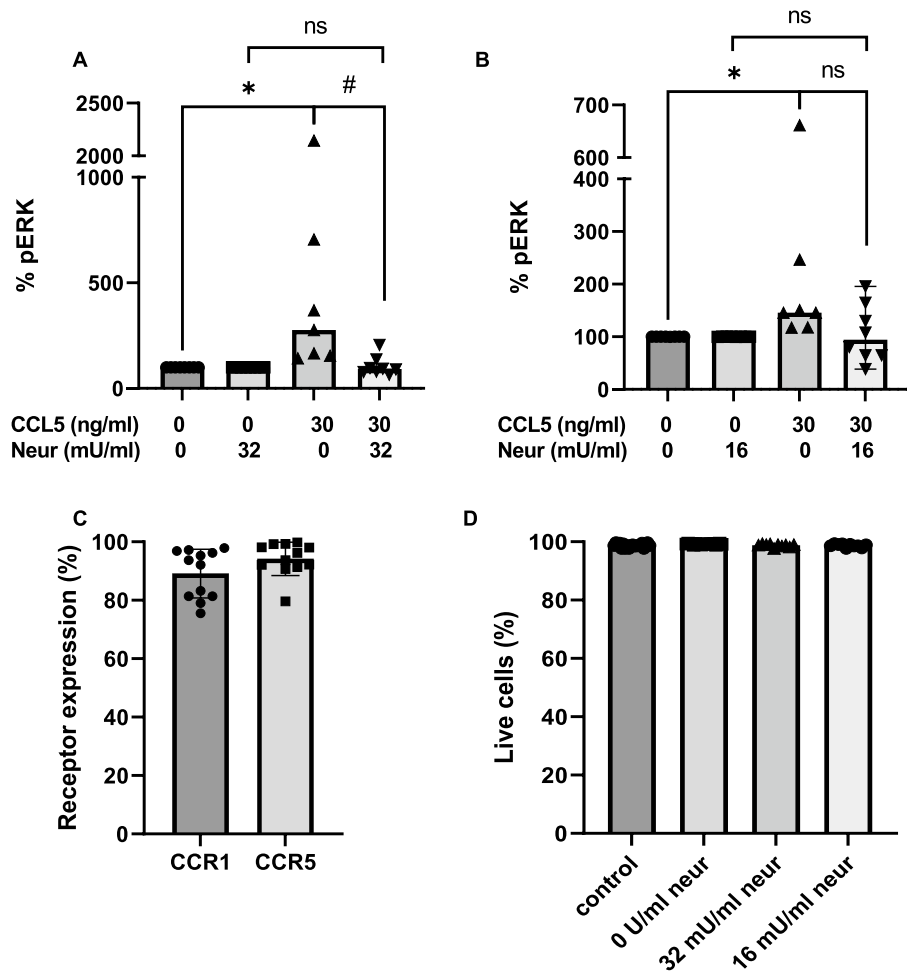 A
ns
*
#
% pERK
2500
2000
1000
500
0
CCL5 (ng/ml) 0 0 30 30
Neur (mU/ml) 0 32 0 32
B
ns
*
ns
% pERK
700
600
400
300
200
100
0
CCL5 (ng/ml) 0 0 30 30
Neur (mU/ml) 0 16 0 16
C
Receptor expression (%)
100
80
60
40
20
0
CCR1 CCR5
D
Live cells (%)
100
80
60
40
20
0
control
0 U/ml neur
32 mU/ml neur
16 mU/ml neur